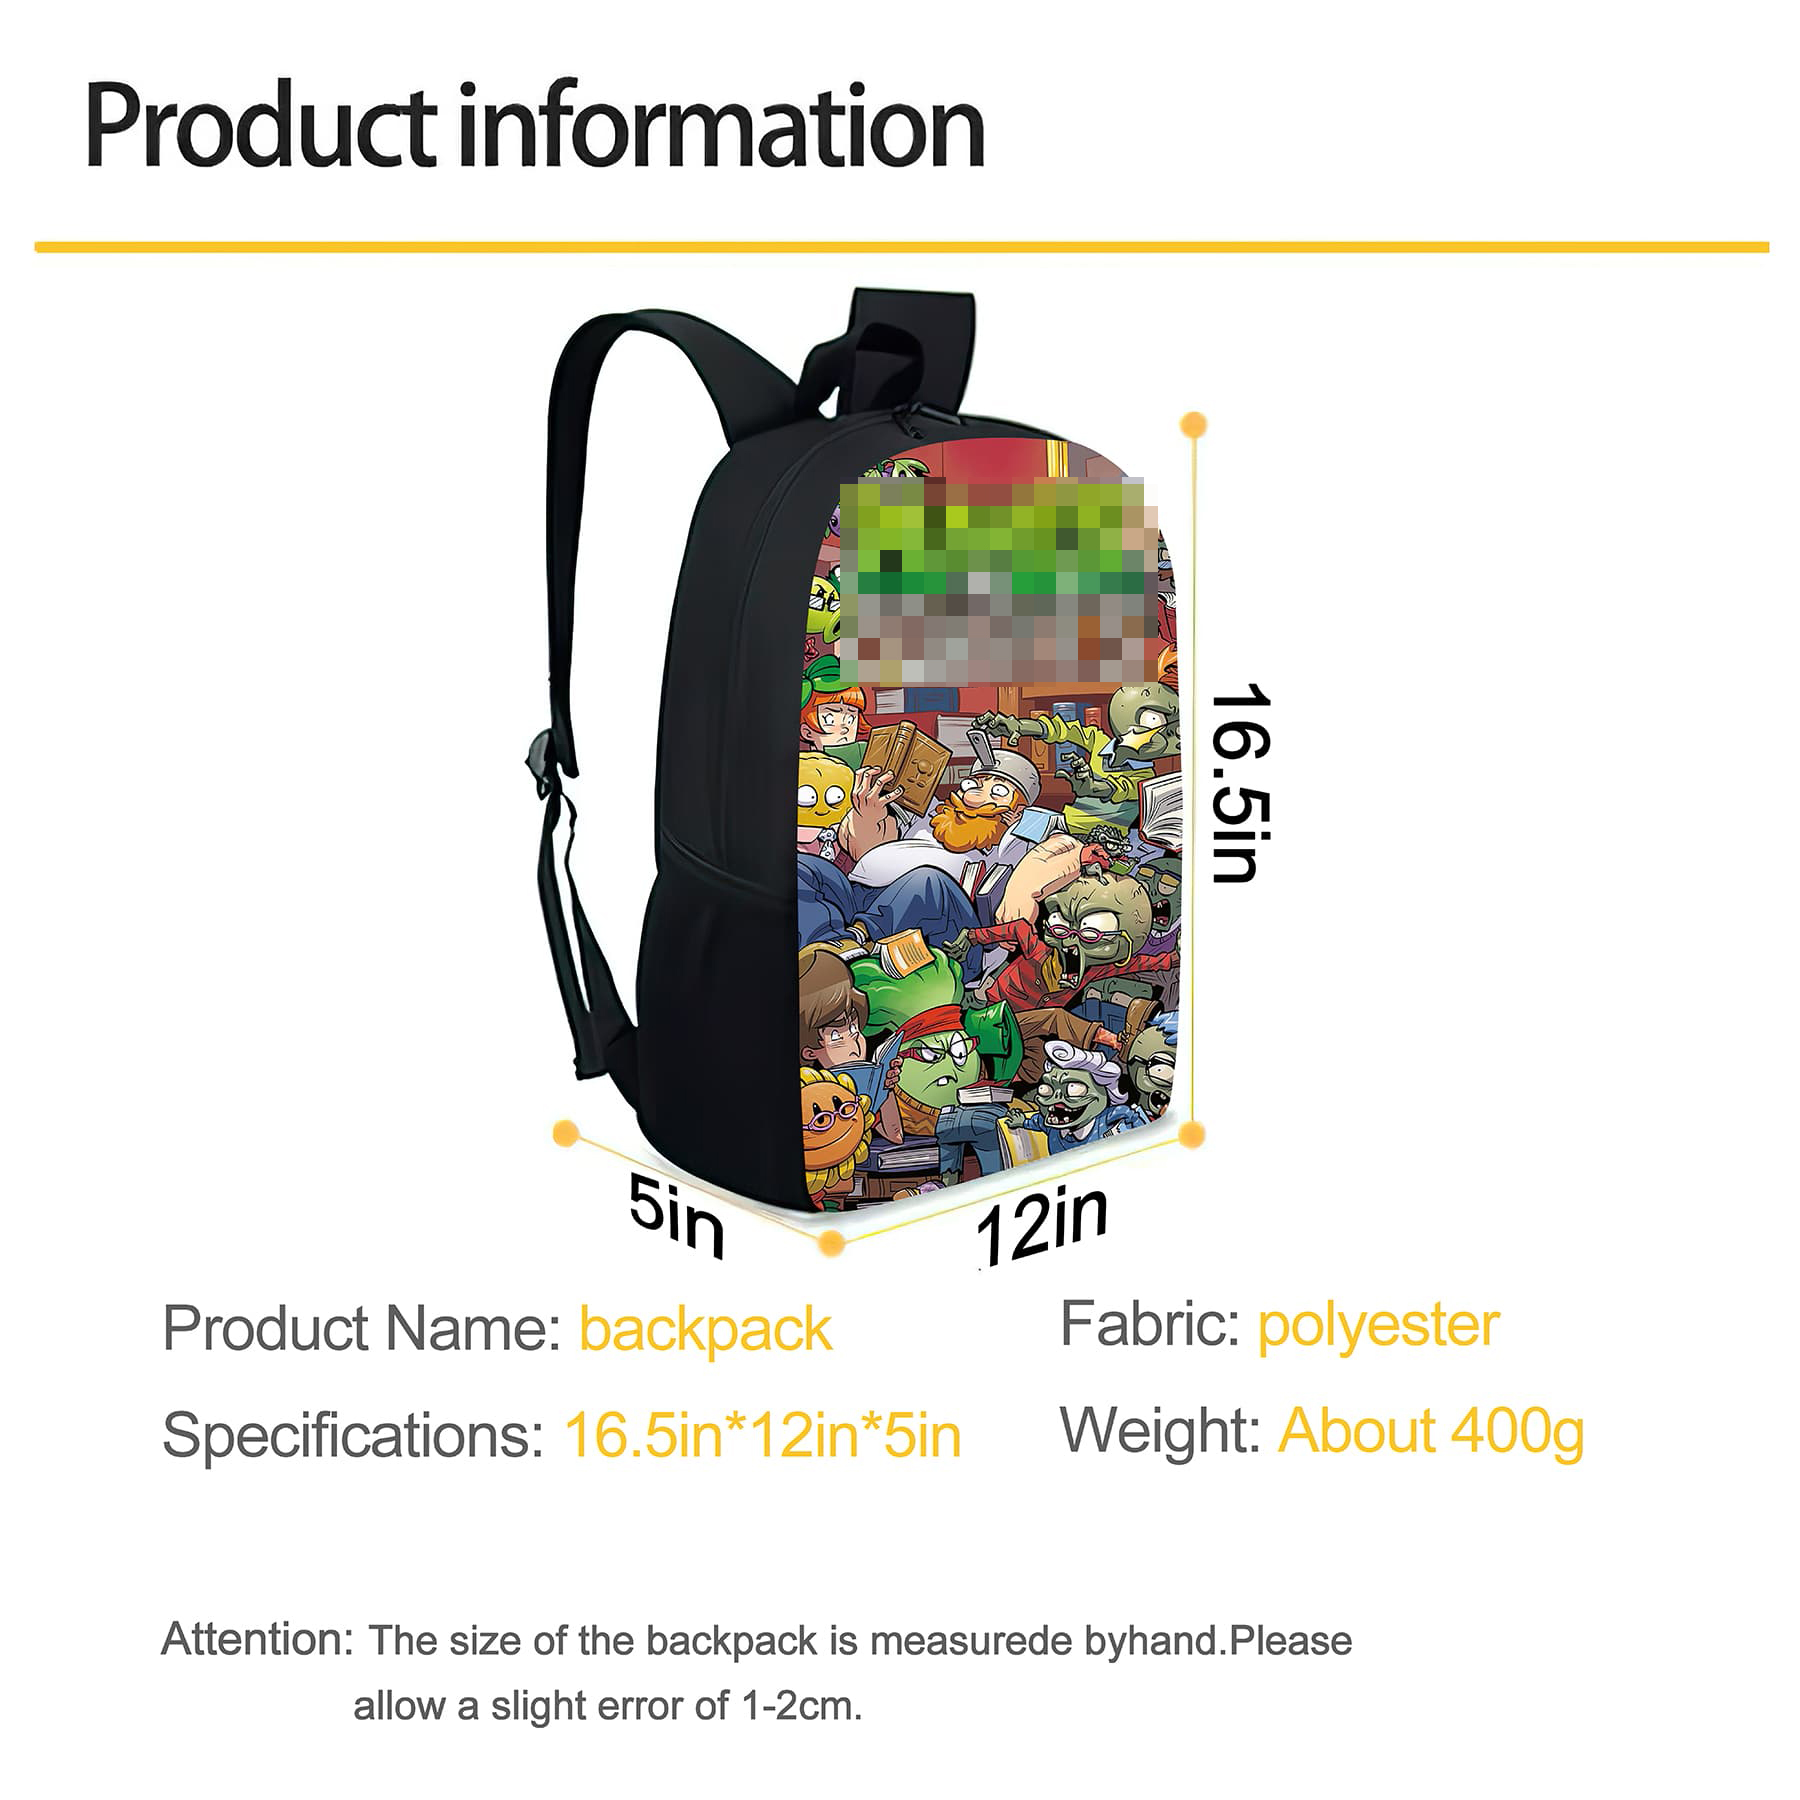 Product information
16.5in
5in
12in
Product Name: backpack
Fabric: polyester
Specifications: 16.5in*12in*5in
Weight: About 400g
Attention: The size of the backpack is measurede byhand.Please
allow a slight error of 1-2cm.